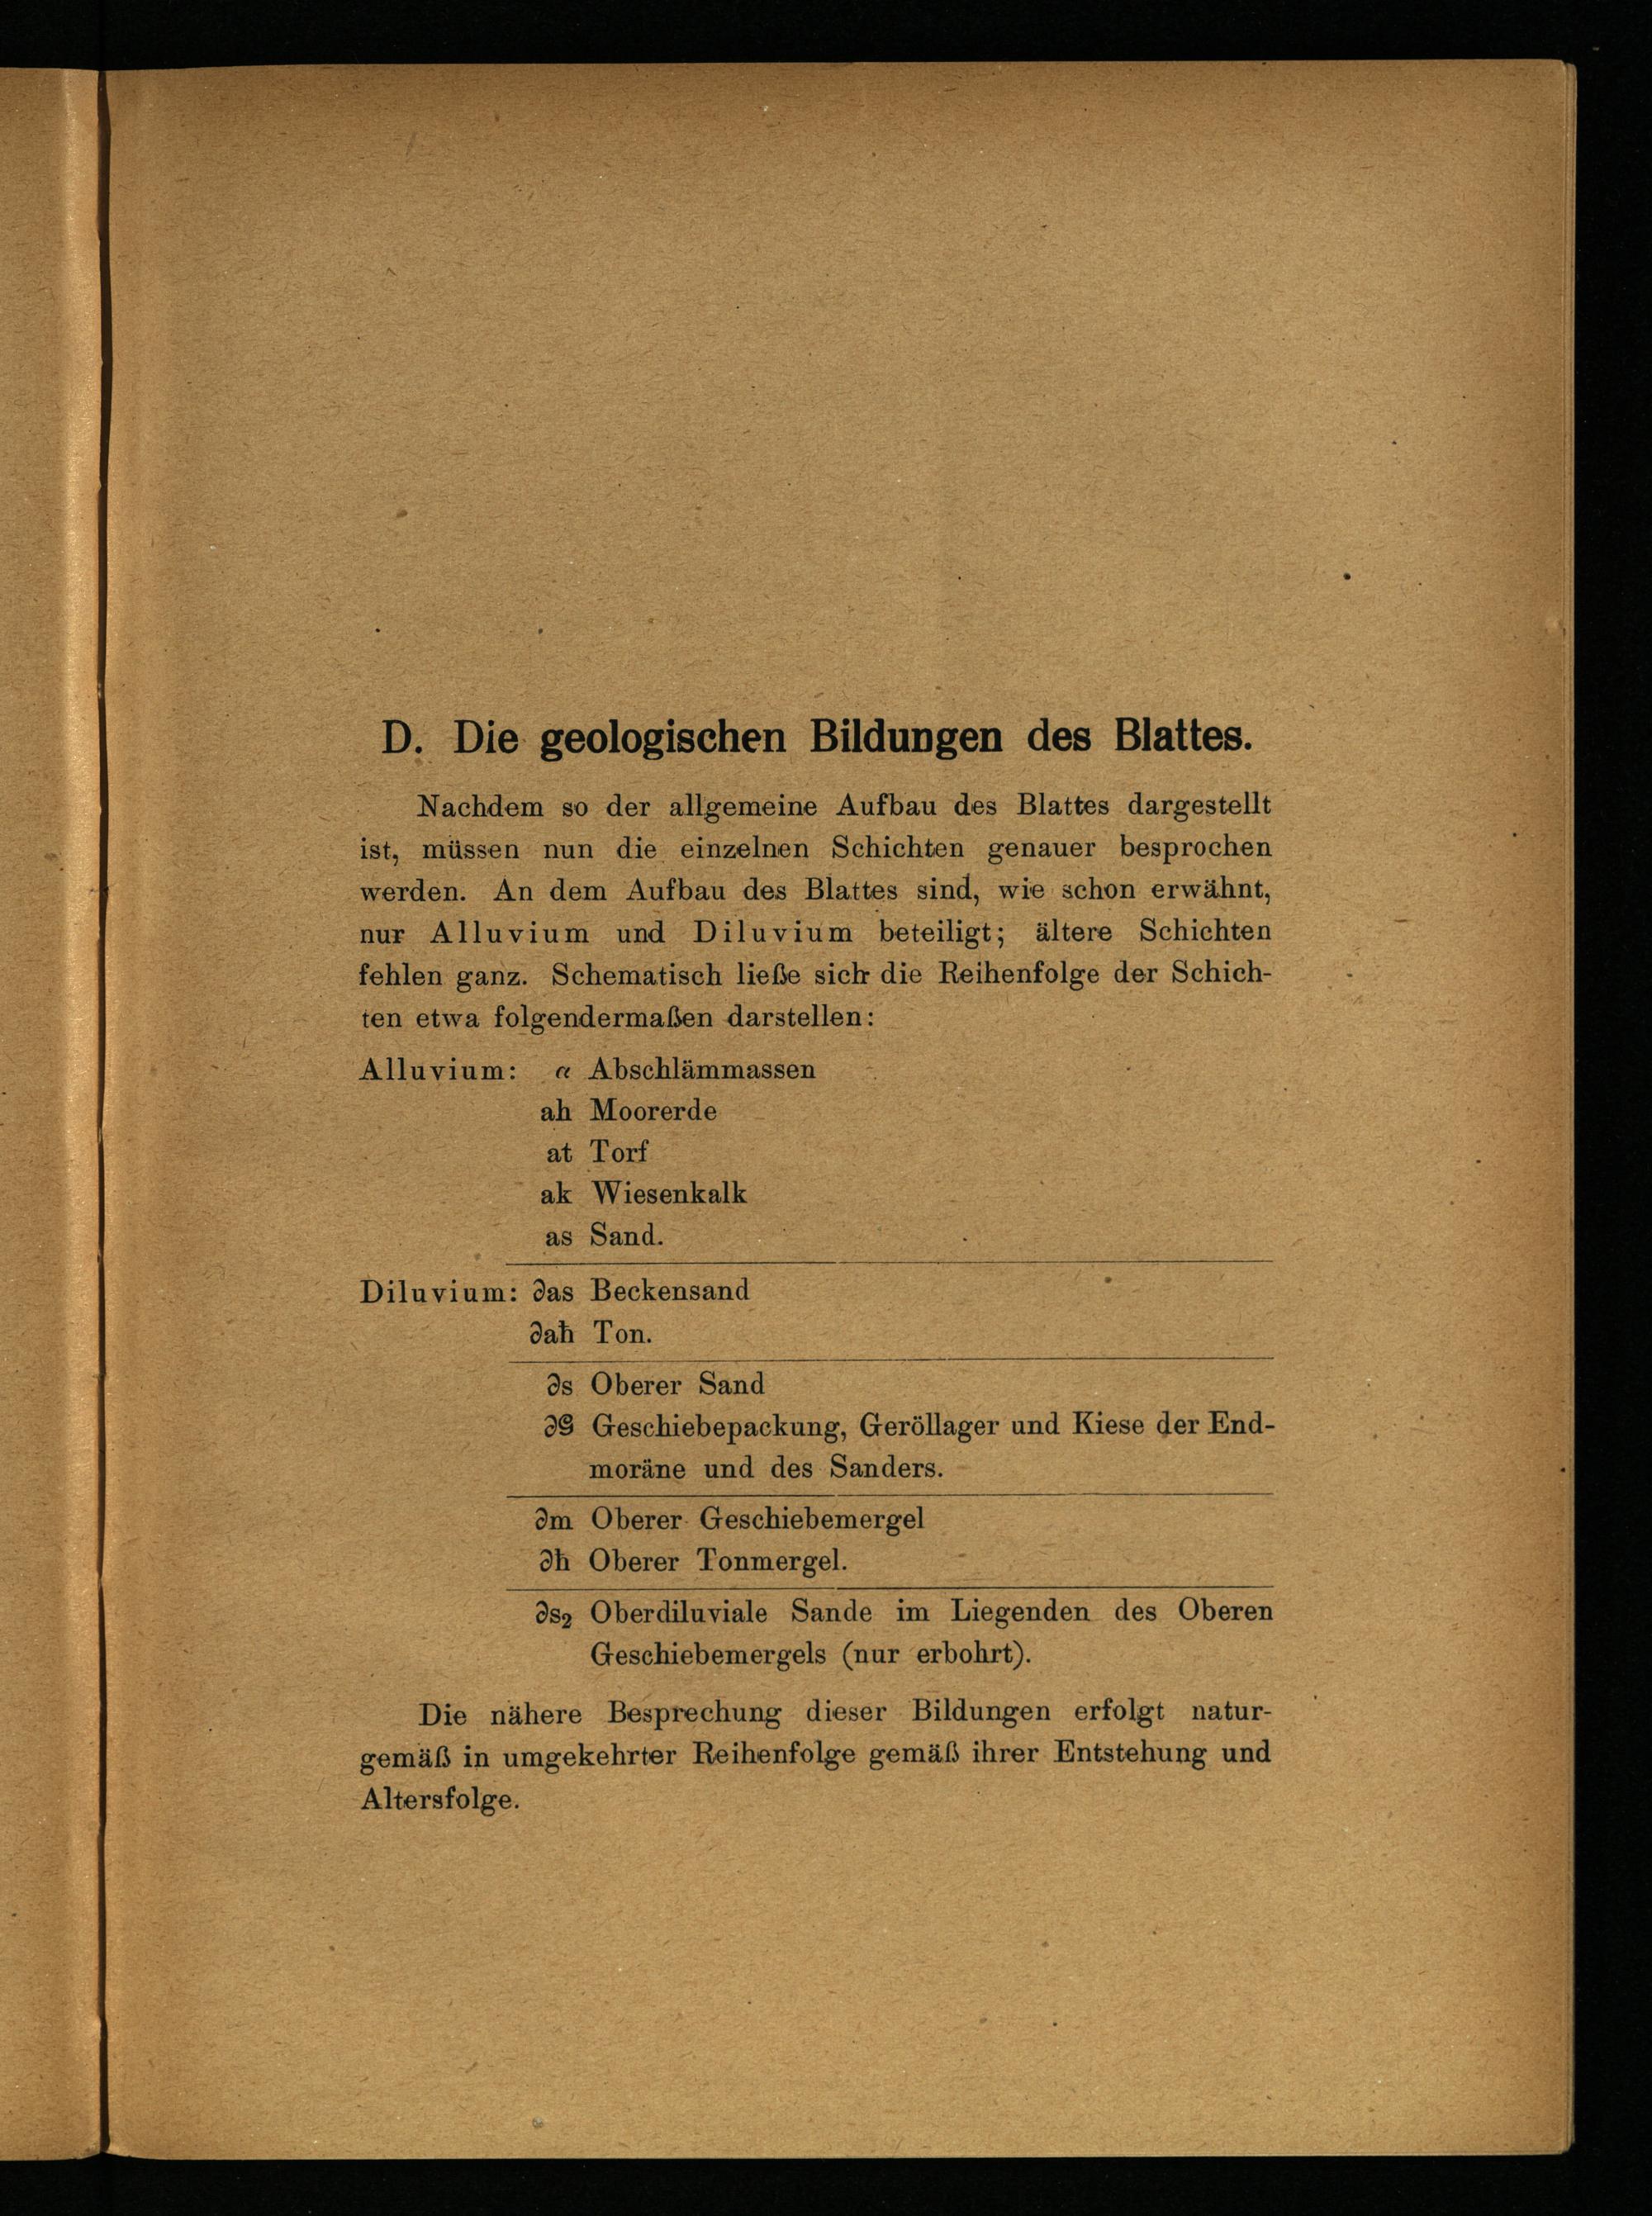 D. Die geologischen Bildungen des Blattes.
Nachdem so der allgemeine Aufbau des Blattes dargestellt
ist, müssen nun die einzelnen Schichten genauer besprochen
werden. An dem Aufbau des Blattes sind, wie schon erwähnt,
nur Alluvium und Diluvium beteiligt; ältere Schichten
fehlen ganz. Schematisch ließe sich die Reihenfolge der Schich-
ten etwa folgendermaßen darstellen:
Alluvium: α Abschlämmassen
ah Moorerde
at Torf
ak Wiesenkalk
as Sand.
Diluvium: ∂as Beckensand
∂aħ Ton.
∂s Oberer Sand
∂G Geschiebepackung, Geröllager und Kiese der End-
moräne und des Sanders.
∂m Oberer Geschiebemergel
∂ħ Oberer Tonmergel.
∂s₂ Oberdiluviale Sande im Liegenden des Oberen
Geschiebemergels (nur erbohrt).
Die nähere Besprechung dieser Bildungen erfolgt natur-
gemäß in umgekehrter Reihenfolge gemäß ihrer Entstehung und
Altersfolge.